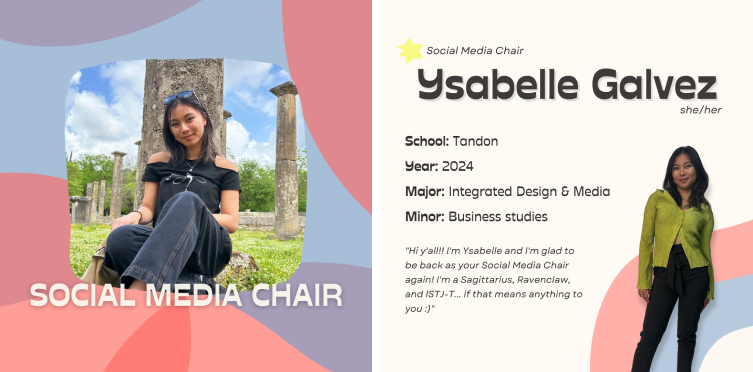 SOCIAL MEDIA CHAIR
Social Media Chair
Ysabelle Galvez
she/her
School: Tandon
Year: 2024
Major: Integrated Design & Media
Minor: Business studies
"Hi y'all!! I'm Ysabelle and I'm glad to
be back as your Social Media Chair
again! I'm a Sagittarius, Ravenclaw,
and ISTJ-T... if that means anything to
you :)"